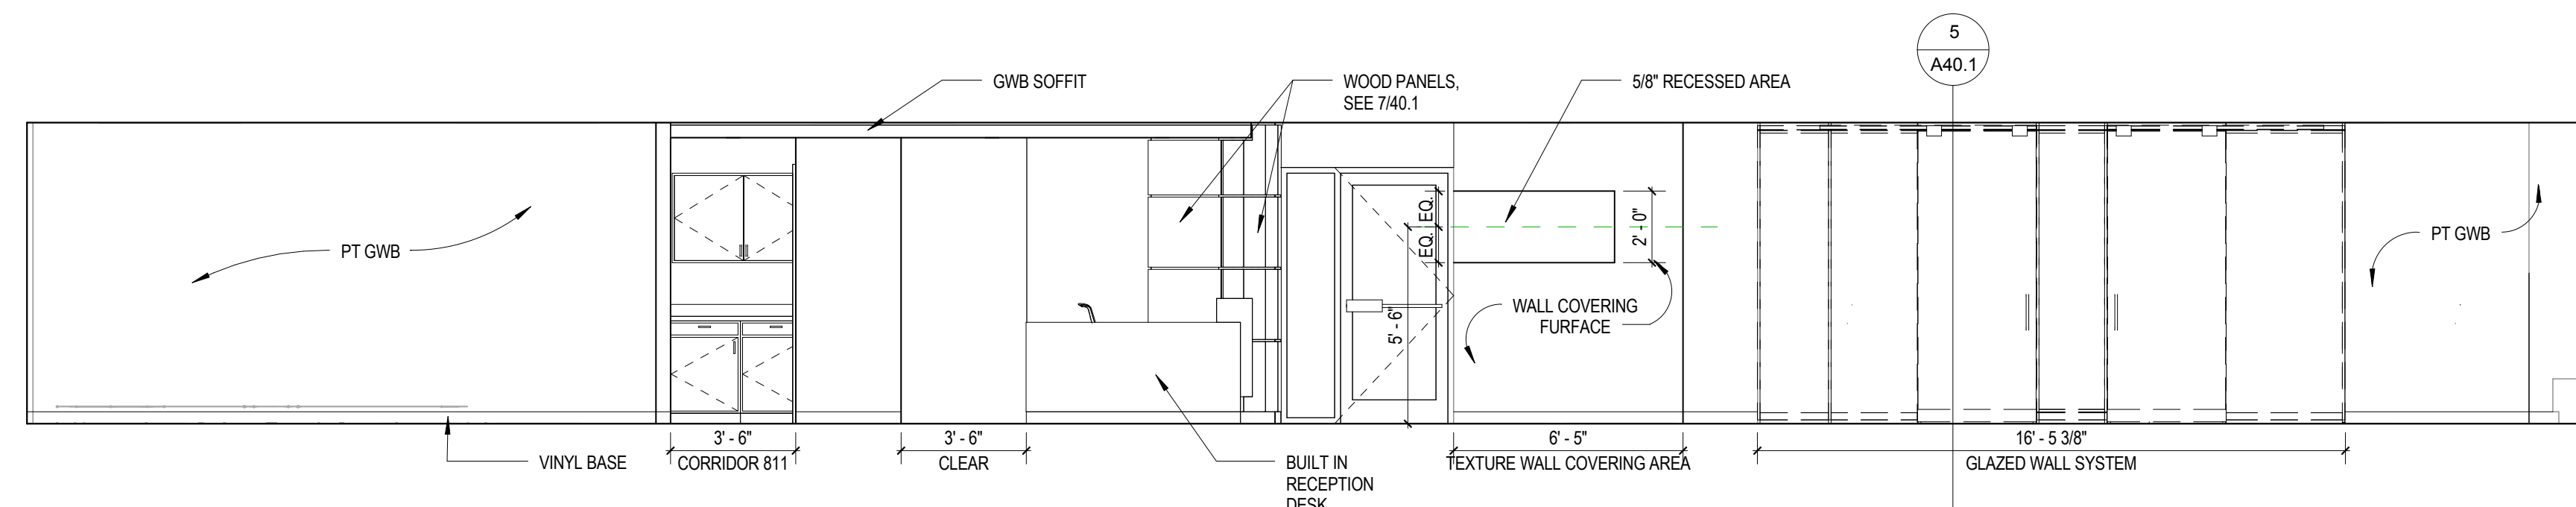 5
A40.1
GWB SOFFIT
WOOD PANELS,
SEE 7/40.1
5/8" RECESSED AREA
PT GWB
EQ.
EQ.
2' - 0"
5' - 6"
WALL COVERING
FURFACE
PT GWB
3' - 6"
CORRIDOR 811
3' - 6"
CLEAR
6' - 5"
TEXTURE WALL COVERING AREA
16' - 5 3/8"
GLAZED WALL SYSTEM
VINYL BASE
BUILT IN
RECEPTION
DESK